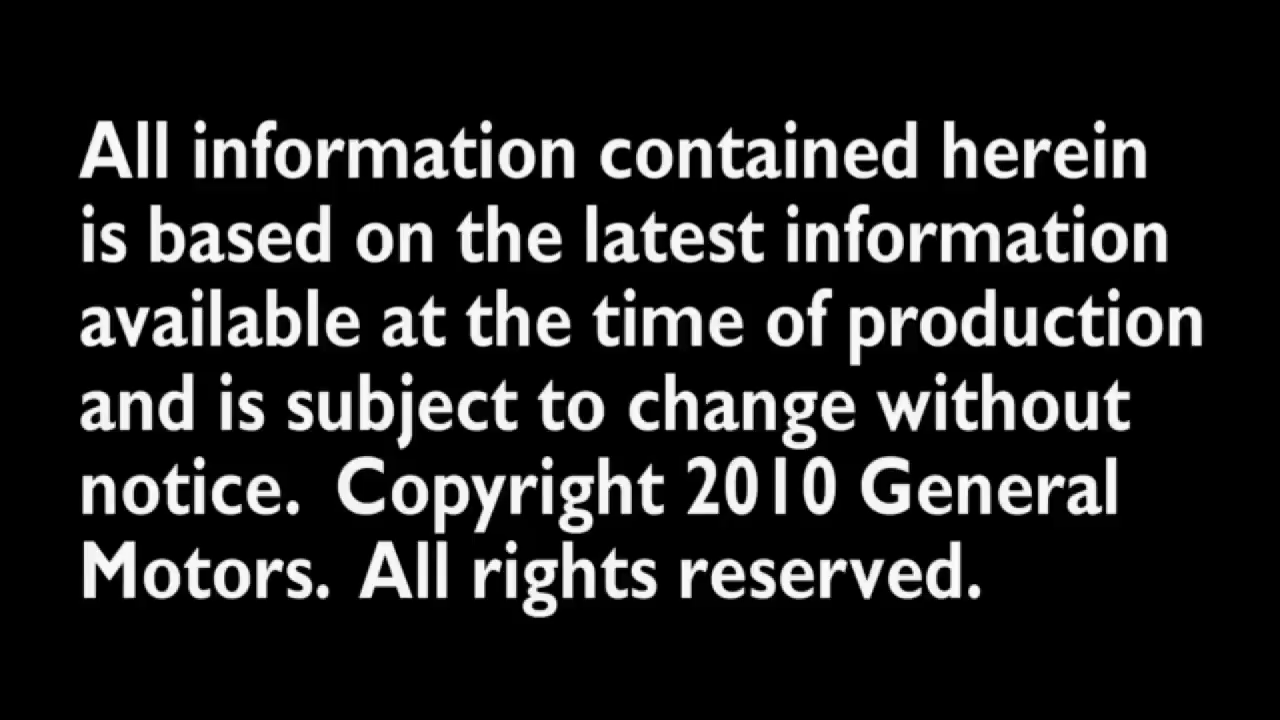 All information contained herein
is based on the latest information
available at the time of production
and is subject to change without
notice.  Copyright 2010 General
Motors.  All rights reserved.